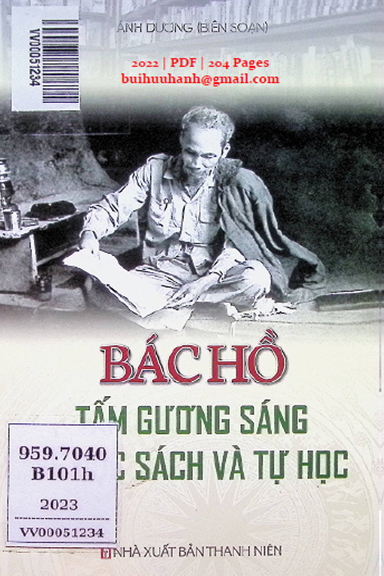 ÁNH DƯƠNG (BIÊN SOẠN)
VV00051234
2022 | PDF | 204 Pages
buihuuhanh@gmail.com
BÁC HỒ
TẤM GƯƠNG SÁNG
SÁCH VÀ TỰ HỌC
959.7040
B101h
2023
VV00051234
NHÀ XUẤT BẢN THANH NIÊN